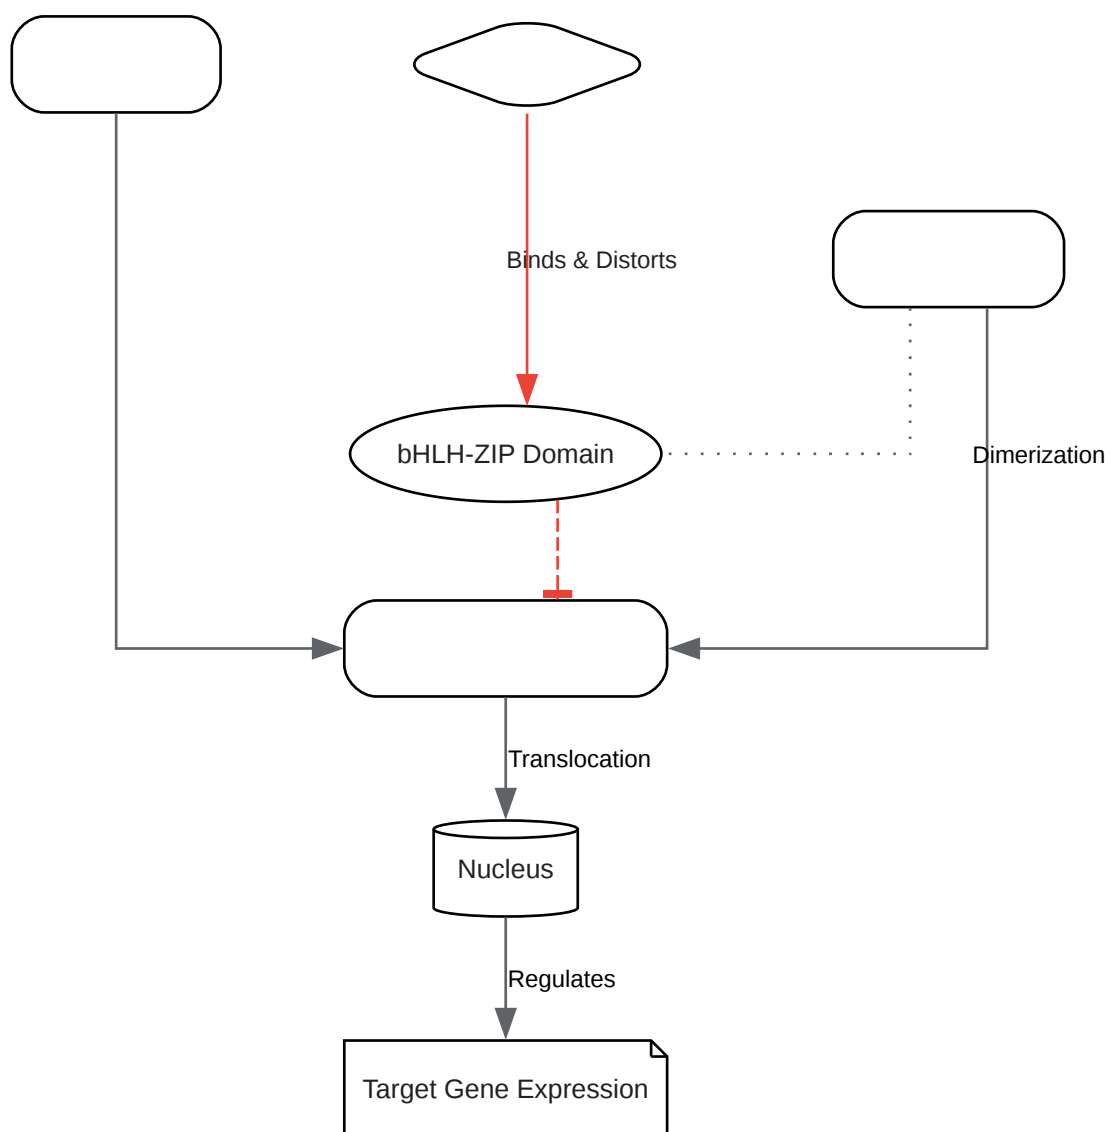 Binds & Distorts
bHLH-ZIP Domain
Dimerization
Translocation
Nucleus
Regulates
Target Gene Expression